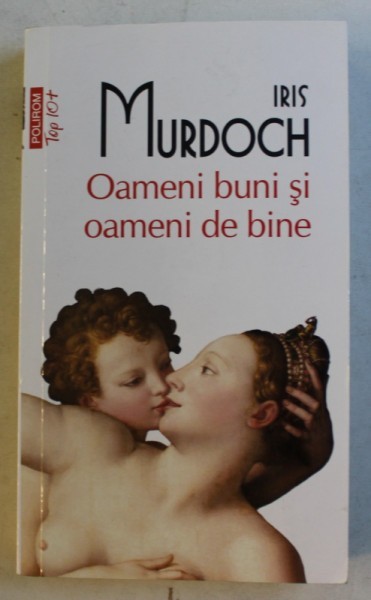 POLIROM
Top 10+
IRIS
MURDOCH
Oameni buni şi
oameni de bine